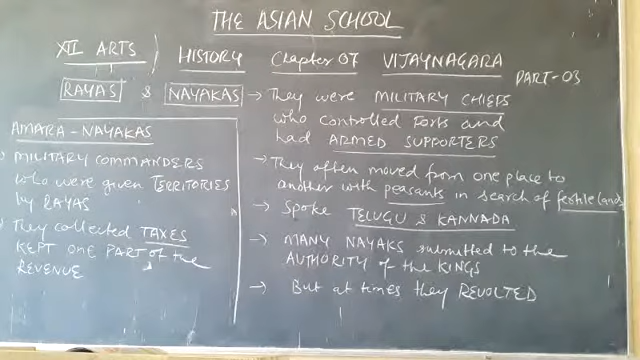 THE ASIAN SCHOOL
XII ARTS) HISTORY Chapter 07 VIJAYNAGARA
PART-03
RAYAS & NAYAKAS → They were MILITARY CHIEFS
who controlled Forts and
had ARMED SUPPORTERS
→ They often moved from one place to
another with peasants in search of fertile lands
→ Spoke TELUGU & KANNADA
→ MANY NAYAKS submitted to the
AUTHORITY of the KINGS
→ But at times they REVOLTED
AMARA-NAYAKAS
MILITARY COMMANDERS
who were given TERRITORIES
by RAYAS
They collected TAXES
KEPT ONE PART of the
REVENUE